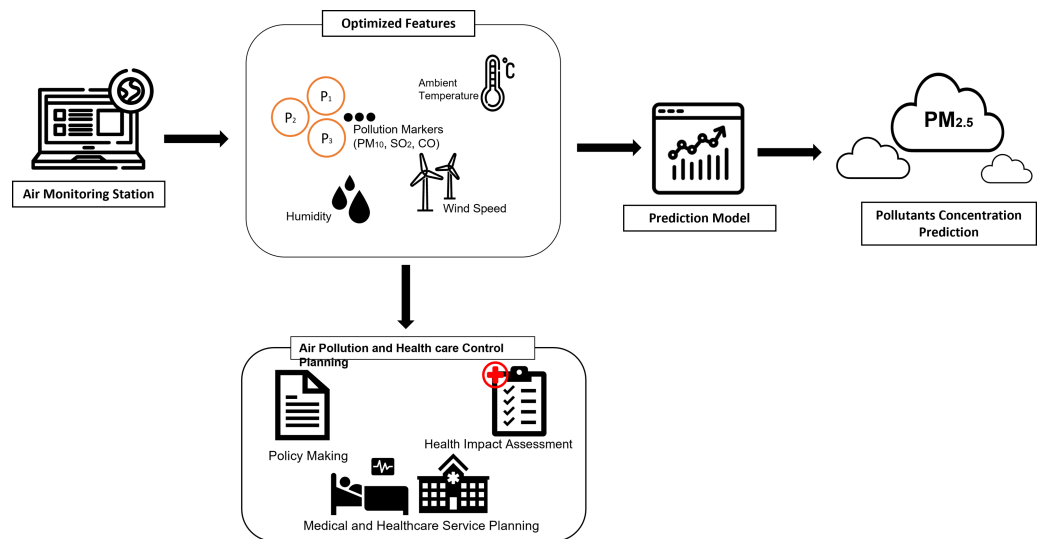 Optimized Features
°C
Ambient
Temperature
P₁
P₂
P₃
Pollution Markers
(PM₁₀, SO₂, CO)
Humidity
Wind Speed
Air Monitoring Station
Prediction Model
PM₂.₅
Pollutants Concentration
Prediction
Air Pollution and Health care Control
Planning
Policy Making
Health Impact Assessment
Medical and Healthcare Service Planning